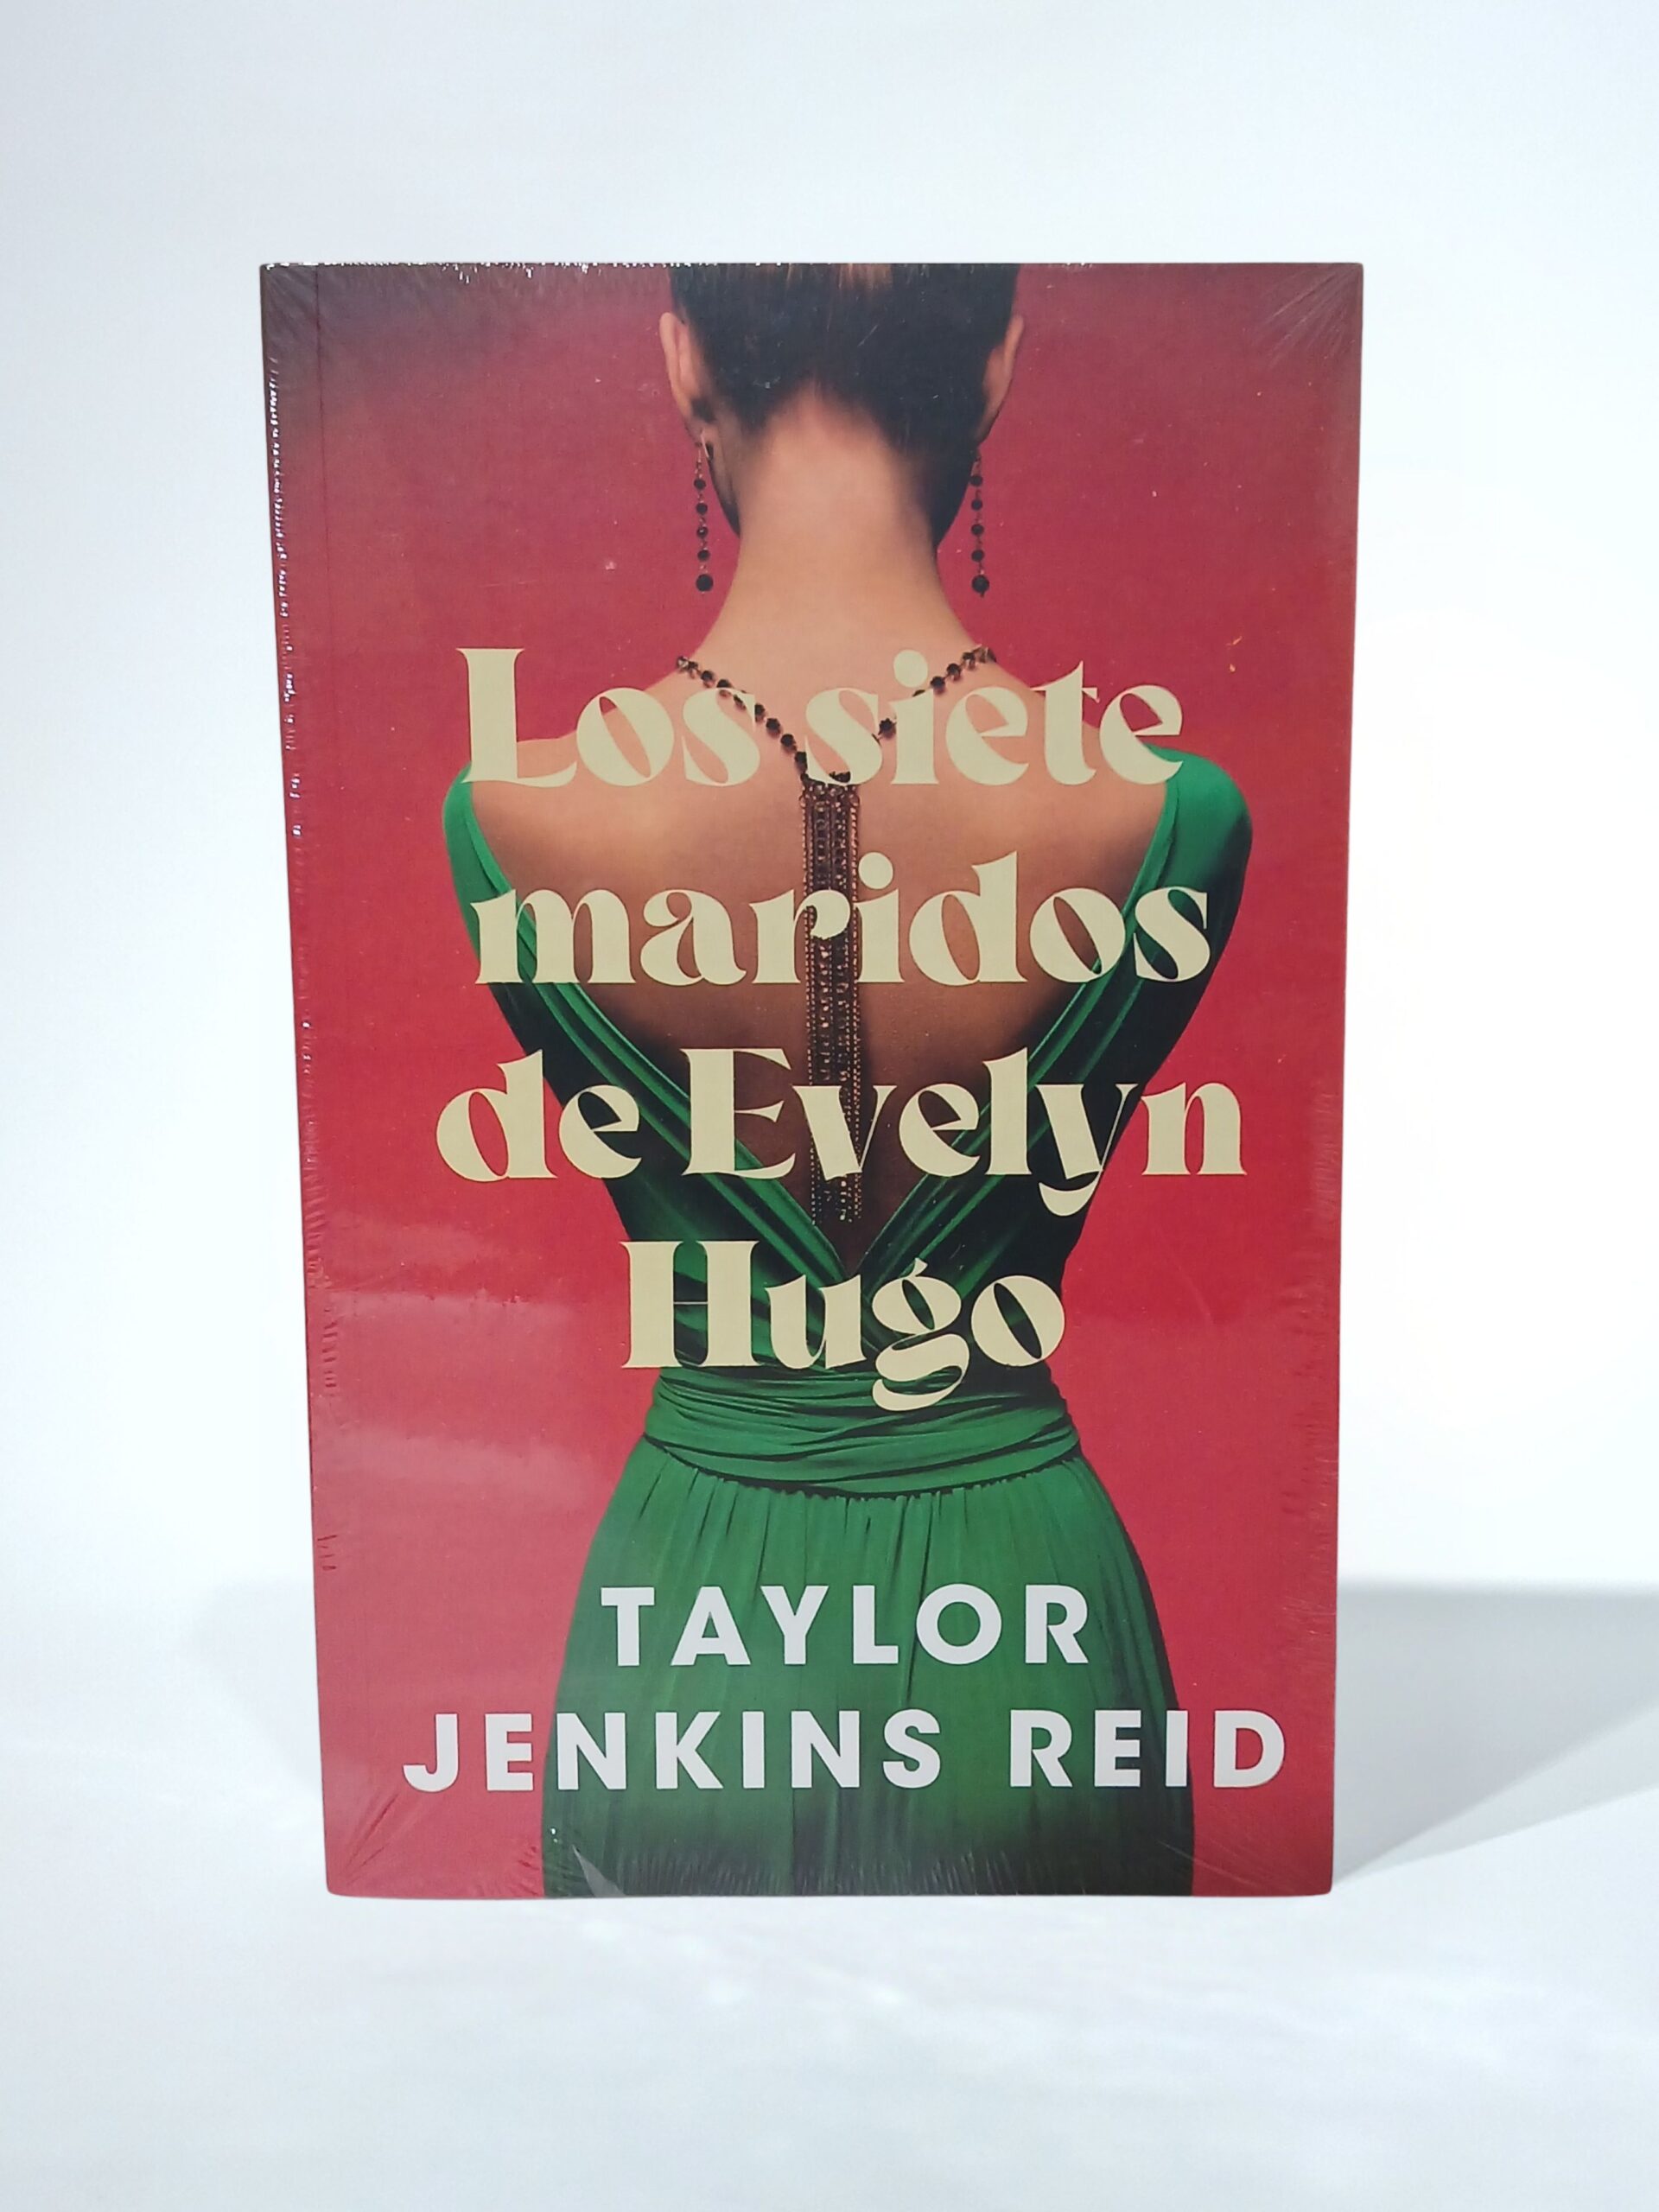 Los siete
maridos
de Evelyn
Hugo
TAYLOR
JENKINS REID